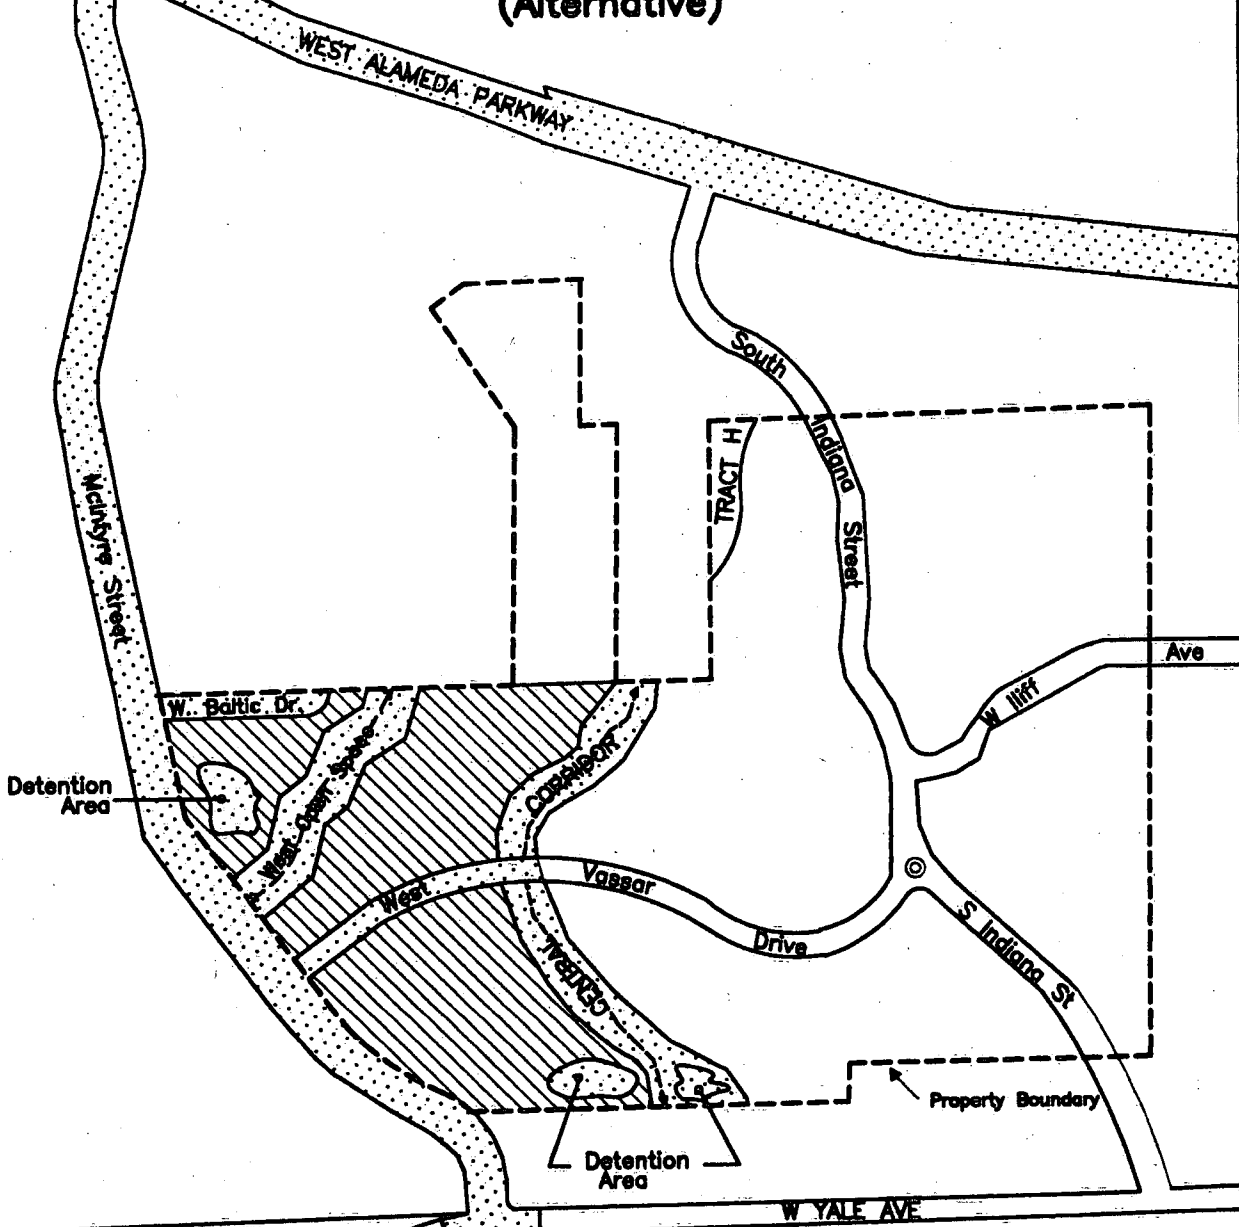 (Alternative)
WEST ALAMEDA PARKWAY
South
Indiana
Street
TRACT H
McIntyre Street
Ave
W Iliff
W. Baltic Dr.
West Open Space
CORRIDOR
Detention
Area
West
Vassar
Drive
S Indiana St
CENTRAL
Property Boundary
Detention
Area
W YALE AVE